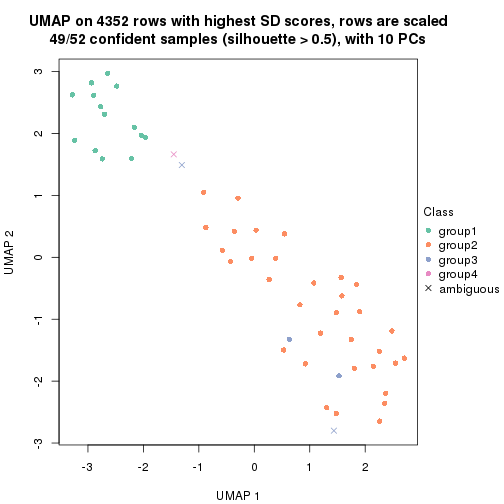 UMAP on 4352 rows with highest SD scores, rows are scaled
49/52 confident samples (silhouette > 0.5), with 10 PCs
3
2
1
0
-1
-2
-3
UMAP 2
-3 -2 -1 0 1 2
UMAP 1
Class
group1
group2
group3
group4
ambiguous